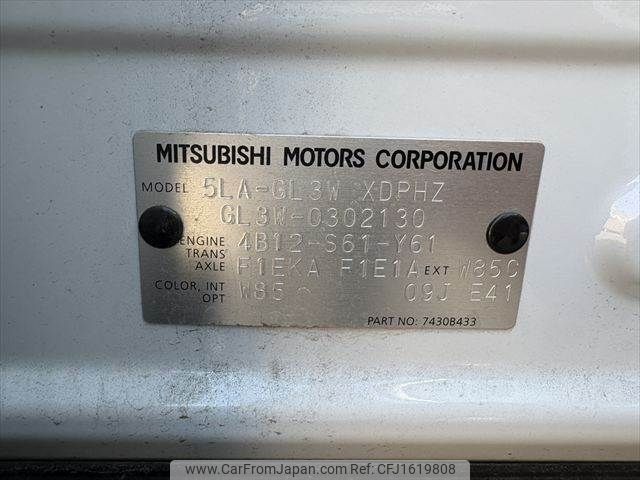 MITSUBISHI MOTORS CORPORATION
MODEL 5LA-GL3W XDPHZ
GL3W-0302130
ENGINE 4B12-S61-Y61
TRANS AXLE F1EKA F1E1A EXT W85C
COLOR, INT OPT W85 09J E41
PART NO: 7430B433
www.CarFromJapan.com - CFJ1619808